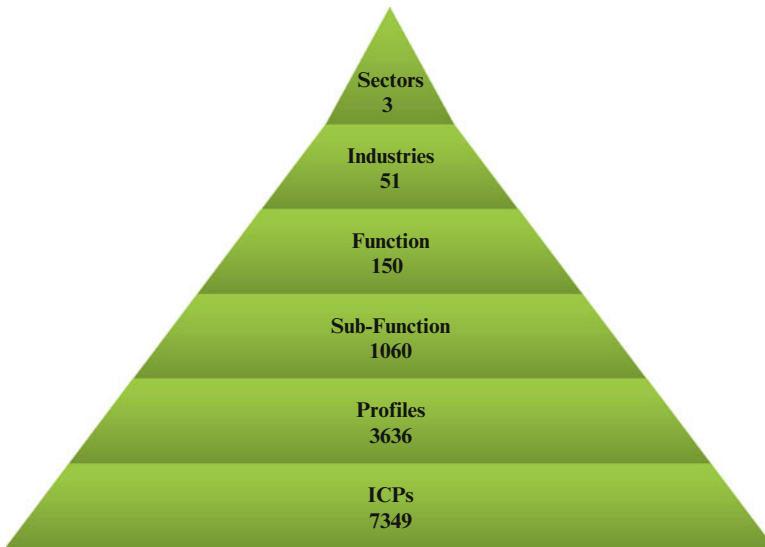 Sectors
3
Industries
51
Function
150
Sub-Function
1060
Profiles
3636
ICPs
7349